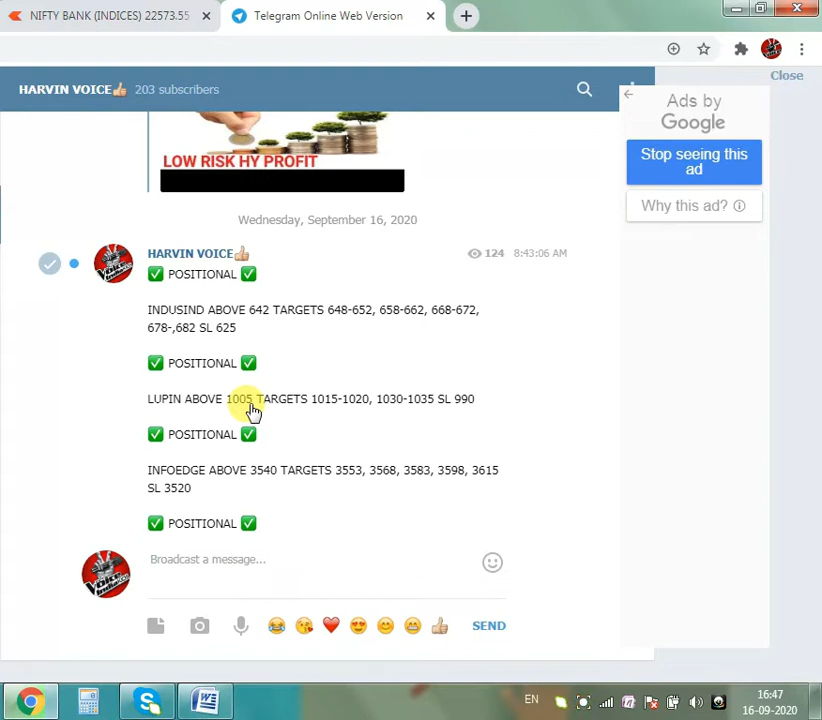 NIFTY BANK (INDICES) 22573.55
Telegram Online Web Version
Close
HARVIN VOICE👍 203 subscribers
Ads by
Google
Stop seeing this
ad
Why this ad?
LOW RISK HY PROFIT
Wednesday, September 16, 2020
HARVIN VOICE👍 124 8:43:06 AM
✅ POSITIONAL ✅
INDUSIND ABOVE 642 TARGETS 648-652, 658-662, 668-672,
678-,682 SL 625
✅ POSITIONAL ✅
LUPIN ABOVE 1005 TARGETS 1015-1020, 1030-1035 SL 990
✅ POSITIONAL ✅
INFOEDGE ABOVE 3540 TARGETS 3553, 3568, 3583, 3598, 3615
SL 3520
✅ POSITIONAL ✅
Broadcast a message...
SEND
EN
16:47
16-09-2020